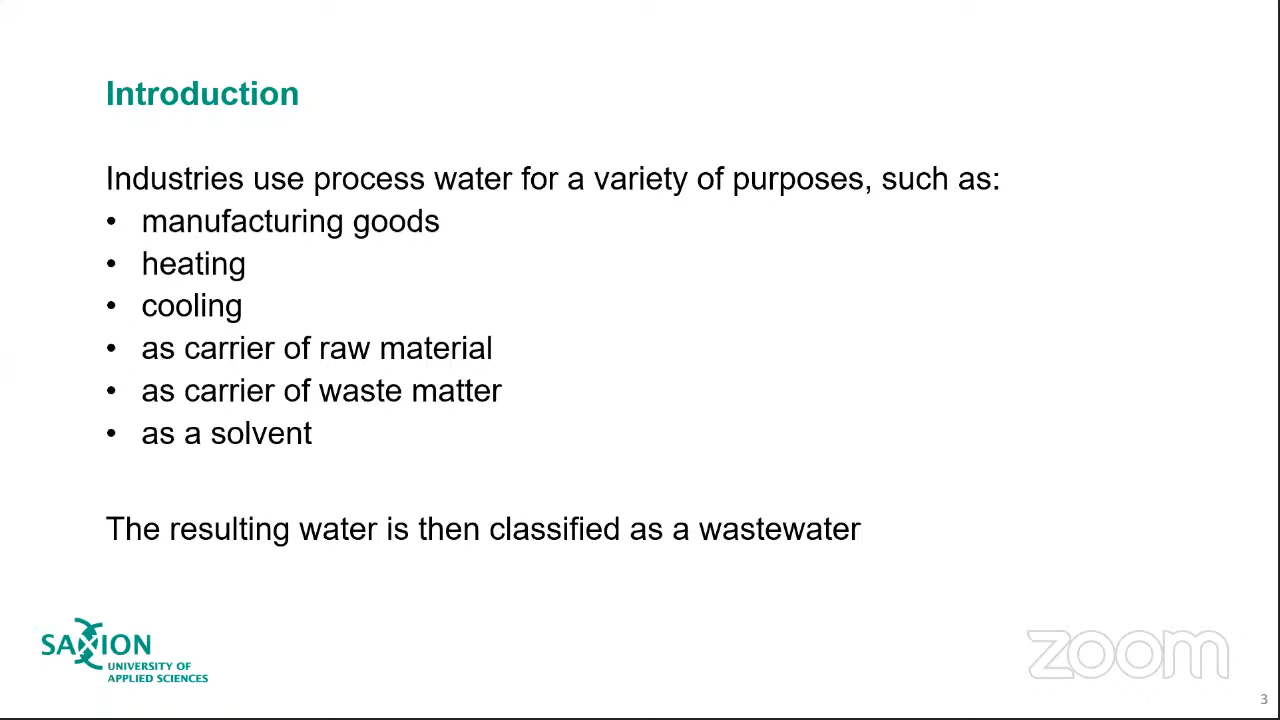 Introduction
Industries use process water for a variety of purposes, such as:
• manufacturing goods
• heating
• cooling
• as carrier of raw material
• as carrier of waste matter
• as a solvent
The resulting water is then classified as a wastewater
SAXION
UNIVERSITY OF
APPLIED SCIENCES
zoom
3